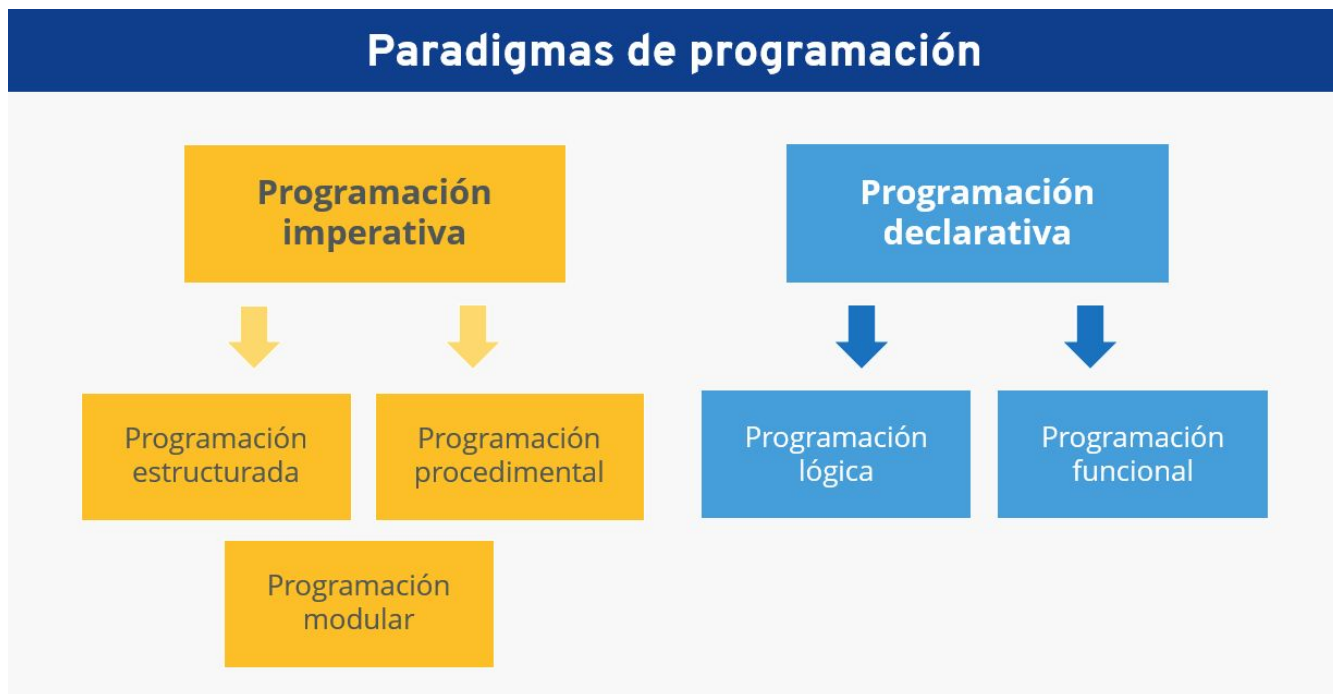 Paradigmas de programación
Programación
imperativa
Programación
declarativa
Programación
estructurada
Programación
procedimental
Programación
lógica
Programación
funcional
Programación
modular